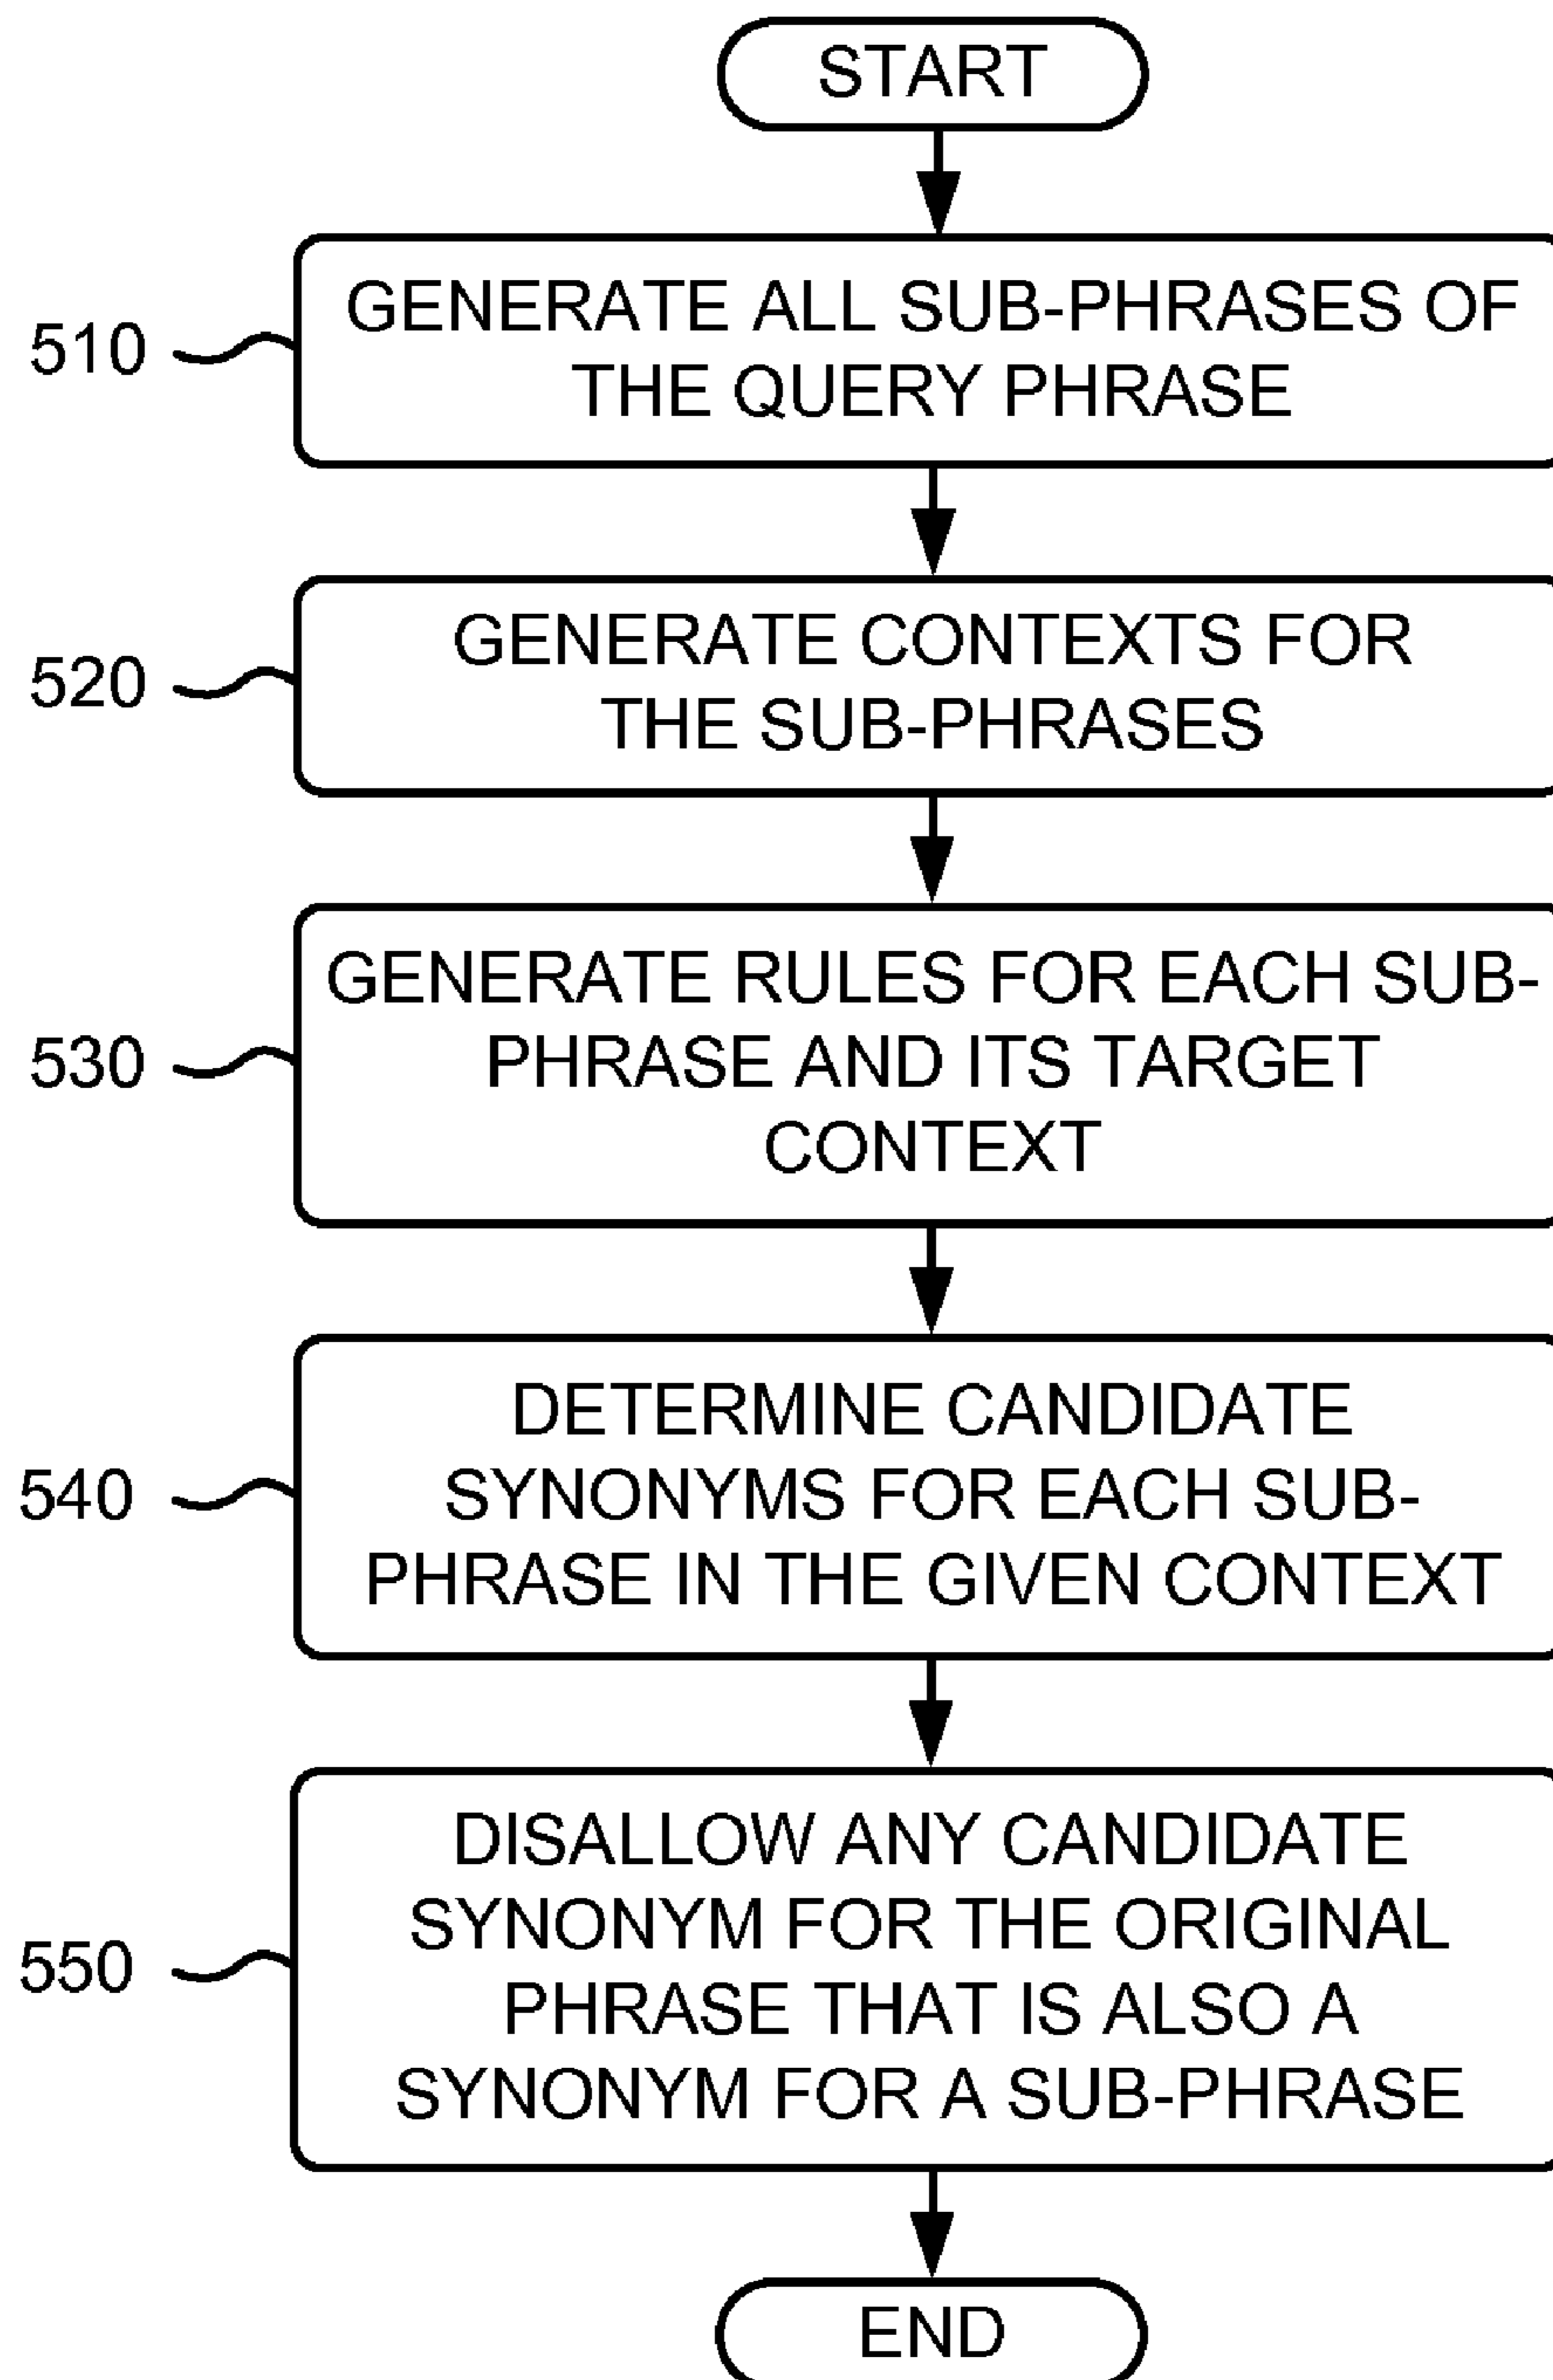 START
GENERATE ALL SUB-PHRASES OF
THE QUERY PHRASE
510
GENERATE CONTEXTS FOR
THE SUB-PHRASES
520
GENERATE RULES FOR EACH SUB-
PHRASE AND ITS TARGET
CONTEXT
530
DETERMINE CANDIDATE
SYNONYMS FOR EACH SUB-
PHRASE IN THE GIVEN CONTEXT
540
DISALLOW ANY CANDIDATE
SYNONYM FOR THE ORIGINAL
PHRASE THAT IS ALSO A
SYNONYM FOR A SUB-PHRASE
550
END